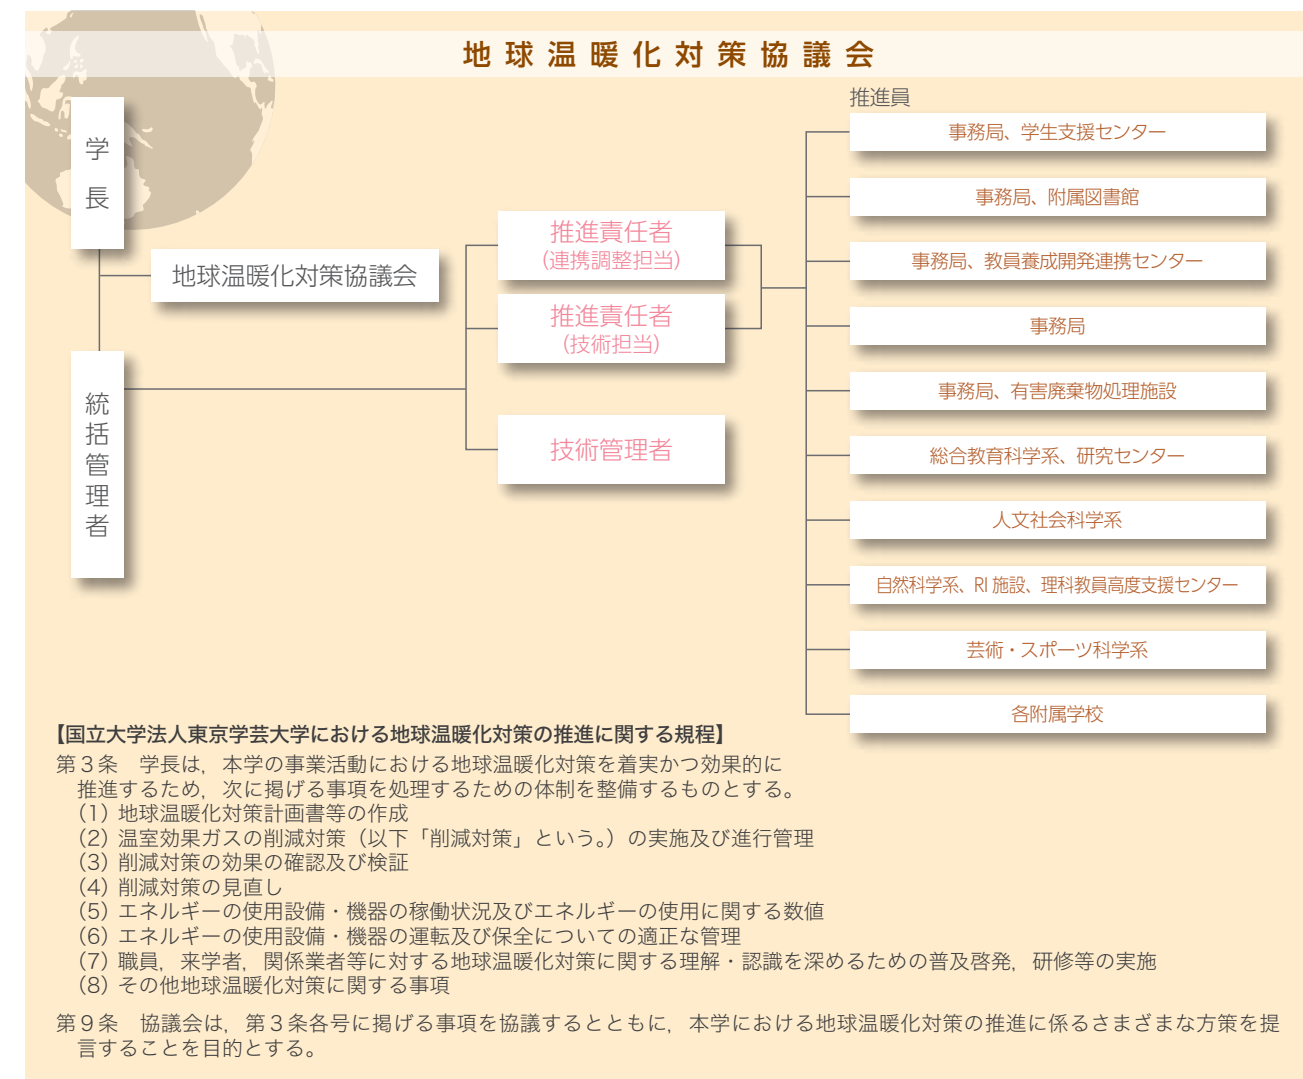 地球温暖化対策協議会
学長
地球温暖化対策協議会
統括管理者
推進責任者
(連携調整担当)
推進責任者
(技術担当)
技術管理者
推進員
事務局、学生支援センター
事務局、附属図書館
事務局、教員養成開発連携センター
事務局
事務局、有害廃棄物処理施設
総合教育科学系、研究センター
人文社会科学系
自然科学系、RI 施設、理科教員高度支援センター
芸術・スポーツ科学系
各附属学校
【国立大学法人東京学芸大学における地球温暖化対策の推進に関する規程】
第3条　学長は，本学の事業活動における地球温暖化対策を着実かつ効果的に
推進するため，次に掲げる事項を処理するための体制を整備するものとする。
(1) 地球温暖化対策計画書等の作成
(2) 温室効果ガスの削減対策（以下「削減対策」という。）の実施及び進行管理
(3) 削減対策の効果の確認及び検証
(4) 削減対策の見直し
(5) エネルギーの使用設備・機器の稼働状況及びエネルギーの使用に関する数値
(6) エネルギーの使用設備・機器の運転及び保全についての適正な管理
(7) 職員，来学者，関係業者等に対する地球温暖化対策に関する理解・認識を深めるための普及啓発，研修等の実施
(8) その他地球温暖化対策に関する事項
第9条　協議会は，第3条各号に掲げる事項を協議するとともに，本学における地球温暖化対策の推進に係るさまざまな方策を提
言することを目的とする。